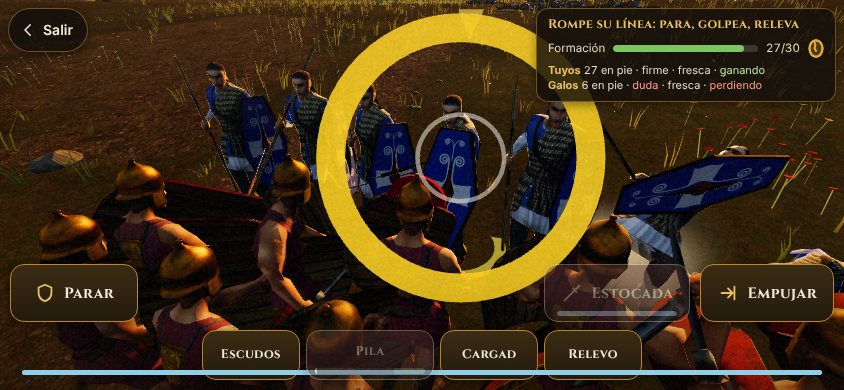 Salir
Rompe su línea: para, golpea, releva
Formación 27/30
Tuyos 27 en pie · firme · fresca · ganando
Galos 6 en pie · duda · fresca · perdiendo
Parar
Estocada
Empujar
Escudos
Pila
Cargad
Relevo